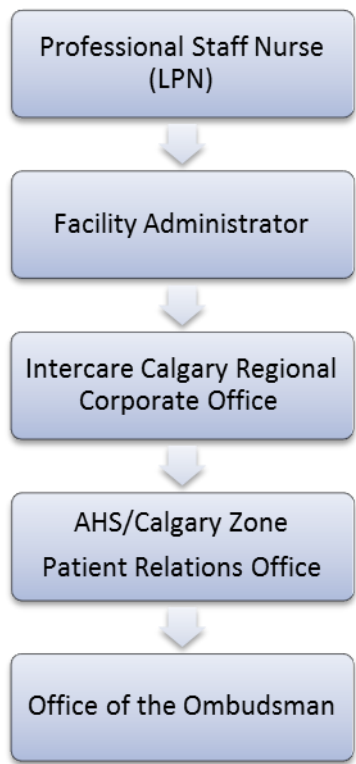 Professional Staff Nurse
(LPN)
Facility Administrator
Intercare Calgary Regional
Corporate Office
AHS/Calgary Zone
Patient Relations Office
Office of the Ombudsman